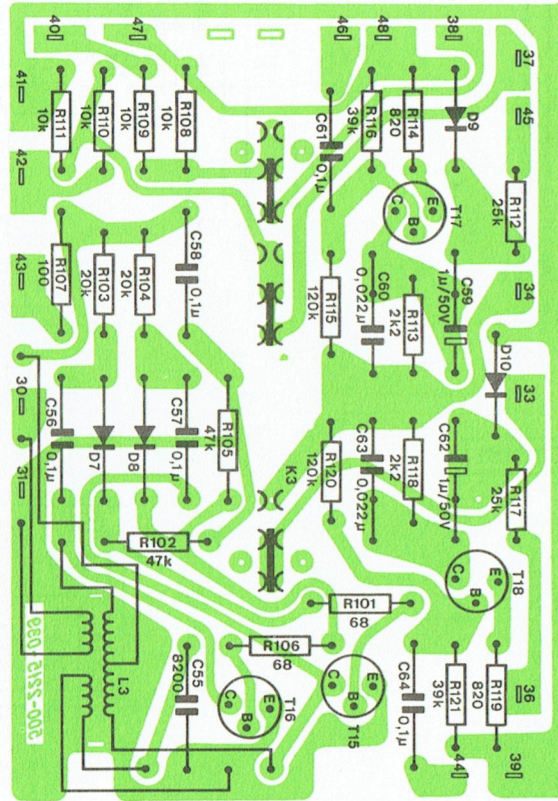 40
47
46
48
38
37
41
45
42
R111
10k
R110
10k
R109
10k
R108
10k
C61
0,1µ
R116
39k
R114
820
D9
C
B
E
T17
R112
25k
43
R107
100
R103
20k
R104
20k
C58
0,1µ
R115
120k
C60
0,022µ
R113
2k2
C59
1µ/50V
34
D10
30
31
C56
0,1µ
D7
D8
C57
0,1µ
R105
47k
K3
R120
120k
C63
0,022µ
R118
2k2
C62
1µ/50V
33
R117
25k
R102
47k
C
B
E
T18
R101
68
R106
68
L3
500-2215-039
C55
8200
C
B
E
T16
C
B
E
T15
C64
0,1µ
R121
39k
R119
820
36
44
39